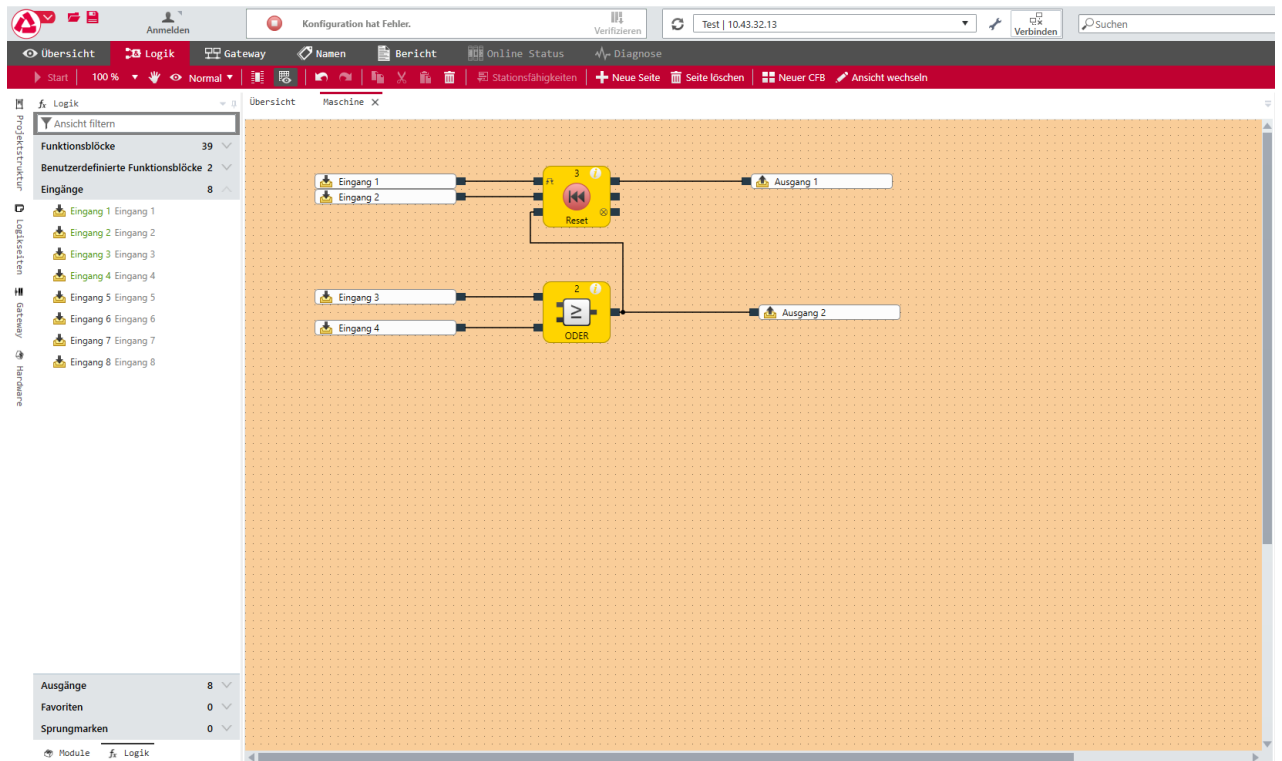 Anmelden
Konfiguration hat Fehler.
Verifizieren
Test | 10.43.32.13
Verbinden
Suchen
Übersicht
Logik
Gateway
Namen
Bericht
Online Status
Diagnose
Start
100 %
Normal
Stationsfähigkeiten
Neue Seite
Seite löschen
Neuer CFB
Ansicht wechseln
Projektstruktur
Logikseiten
Gateway
Hardware
fx Logik
Ansicht filtern
Funktionsblöcke 39
Benutzerdefinierte Funktionsblöcke 2
Eingänge 8
Eingang 1 Eingang 1
Eingang 2 Eingang 2
Eingang 3 Eingang 3
Eingang 4 Eingang 4
Eingang 5 Eingang 5
Eingang 6 Eingang 6
Eingang 7 Eingang 7
Eingang 8 Eingang 8
Ausgänge 8
Favoriten 0
Sprungmarken 0
Module
fx Logik
Übersicht
Maschine
Eingang 1
Eingang 2
3
Reset
Ausgang 1
Eingang 3
Eingang 4
2
≥
ODER
Ausgang 2